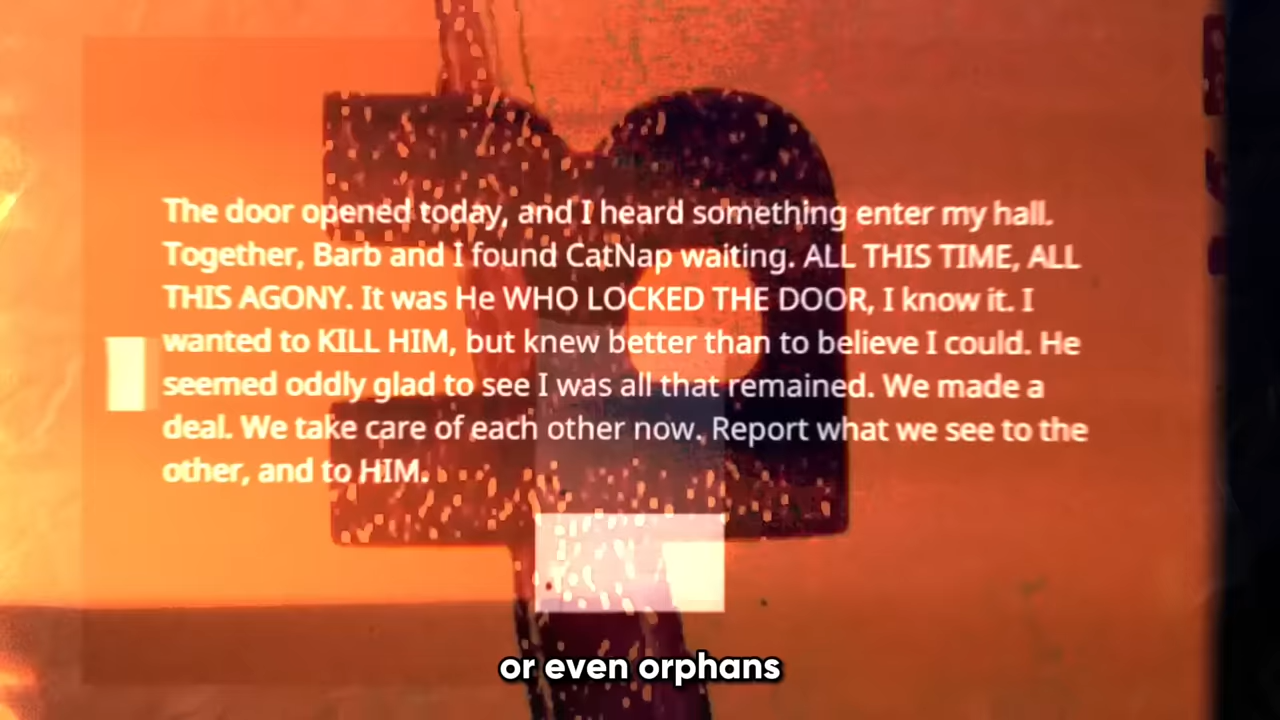 The door opened today, and I heard something enter my hall.
Together, Barb and I found CatNap waiting. ALL THIS TIME, ALL
THIS AGONY. It was He WHO LOCKED THE DOOR, I know it. I
wanted to KILL HIM, but knew better than to believe I could. He
seemed oddly glad to see I was all that remained. We made a
deal. We take care of each other now. Report what we see to the
other, and to HIM.
or even orphans